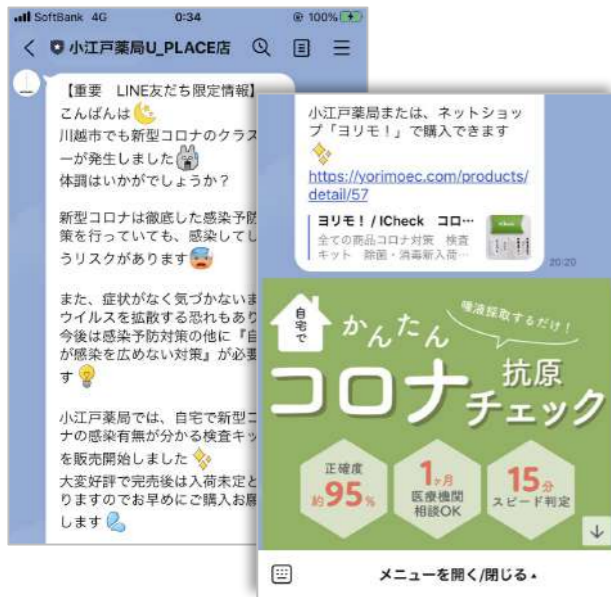 SoftBank 4G 0:34 100%
小江戸薬局U_PLACE店
【重要 LINE友だち限定情報】
こんばんは
川越市でも新型コロナのクラス
ーが発生しました
体調はいかがでしょうか?
新型コロナは徹底した感染予防
策を行っていても、感染してし
うリスクがあります
また、症状がなく気づかないま
ウイルスを拡散する恐れもあり
今後は感染予防対策の他に『自
が感染を広めない対策』が必要
す
小江戸薬局では、自宅で新型コ
ナの感染有無が分かる検査キッ
を販売開始しました
大変好評で完売後は入荷未定と
りますのでお早めにご購入お願
します
小江戸薬局または、ネットショッ
プ「ヨリモ!」で購入できます
https://yorimoec.com/products/
detail/57
ヨリモ! / ICheck コロ…
全ての商品コロナ対策 検査
キット 除菌・消毒新入荷…
20:20
自宅で
かんたん
唾液採取するだけ!
コロナ
抗原
チェック
正確度
約95%
1ヶ月
医療機関
相談OK
15分
スピード判定
メニューを開く/閉じる